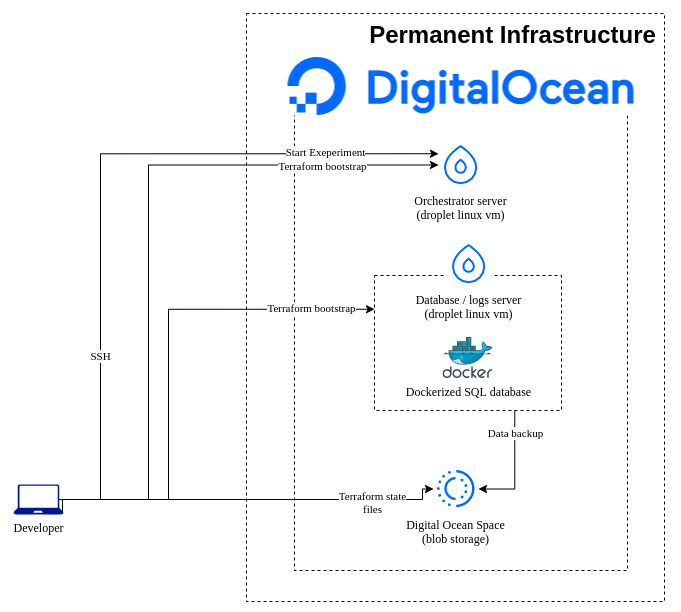 Permanent Infrastructure
DigitalOcean
Start Exeperiment
Terraform bootstrap
Orchestrator server
(droplet linux vm)
Terraform bootstrap
Database / logs server
(droplet linux vm)
docker
Dockerized SQL database
SSH
Data backup
Terraform state
files
Digital Ocean Space
(blob storage)
Developer